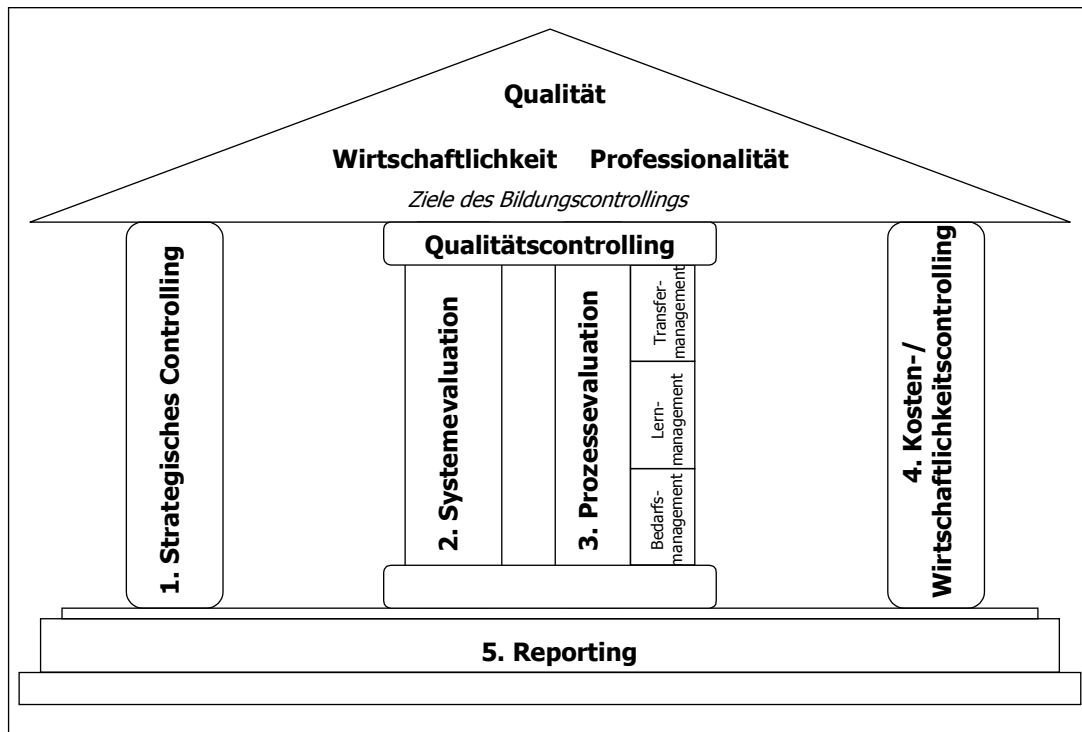 Qualität
Wirtschaftlichkeit Professionalität
Ziele des Bildungscontrollings
Qualitätscontrolling
1. Strategisches Controlling
2. Systemevaluation
3. Prozessevaluation
Transfer-
management
Lern-
management
Bedarfs-
management
4. Kosten-/
Wirtschaftlichkeitscontrolling
5. Reporting